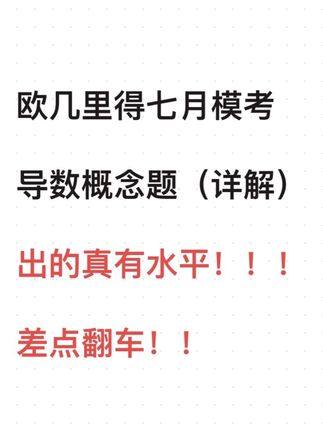 欧几里得七月模考
导数概念题（详解）
出的真有水平！！！
差点翻车！！